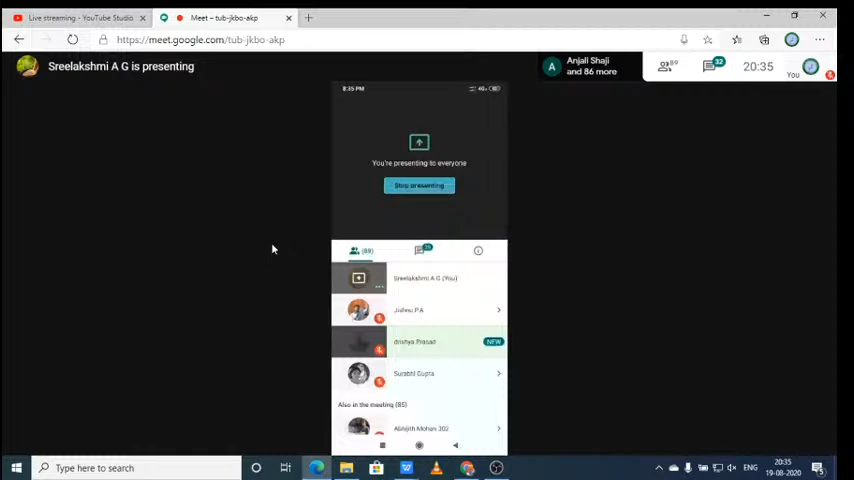 Live streaming - YouTube Studio
Meet – tub-jkbo-akp
https://meet.google.com/tub-jkbo-akp
Sreelakshmi A G is presenting
A
Anjali Shaji
and 86 more
89
32
20:35
You
8:35 PM
You're presenting to everyone
Stop presenting
(89)
Sreelakshmi A G (You)
Jishnu P.A
drishya Prasad
NEW
Surabhi Gupta
Also in the meeting (85)
Abhijith Mohan 302
Type here to search
ENG
20:35
19-08-2020